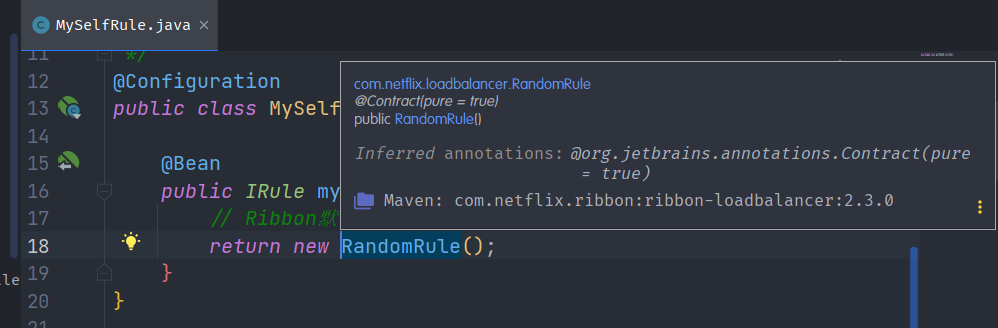 MySelfRule.java ×
11 */
12 @Configuration
13 public class MySelf
com.netflix.loadbalancer.RandomRule
@Contract(pure = true)
public RandomRule()
Inferred annotations: @org.jetbrains.annotations.Contract(pure
= true)
Maven: com.netflix.ribbon:ribbon-loadbalancer:2.3.0
14
15 @Bean
16 public IRule my
17 // Ribbon默
18 return new RandomRule();
19 }
20 }
21